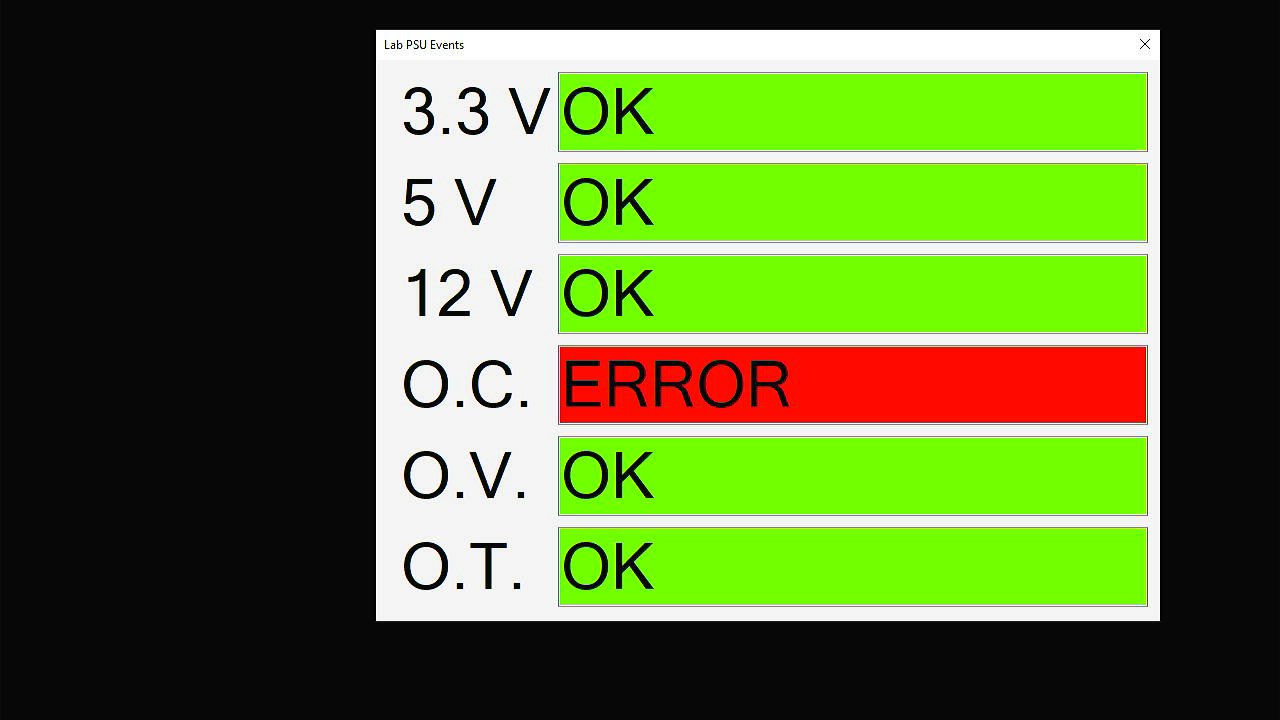 Lab PSU Events
3.3 V OK
5 V OK
12 V OK
O.C. ERROR
O.V. OK
O.T. OK